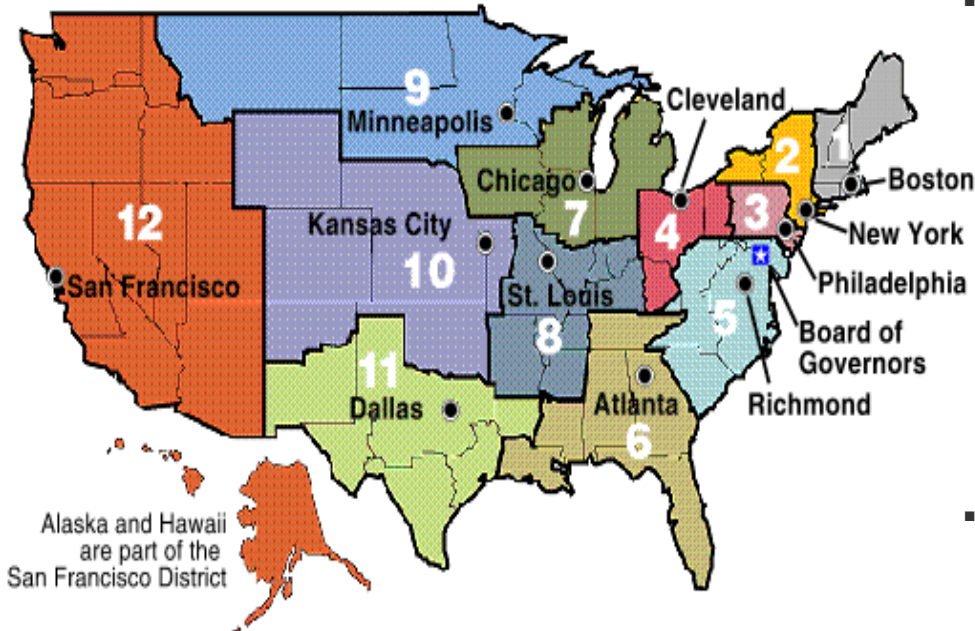 Cleveland
9
Minneapolis
2
1
Chicago
Boston
3
7
12
Kansas City
4
New York
10
San Francisco
Philadelphia
St. Louis
5
8
Board of
Governors
11
Dallas
Atlanta
Richmond
6
Alaska and Hawaii
are part of the
San Francisco District